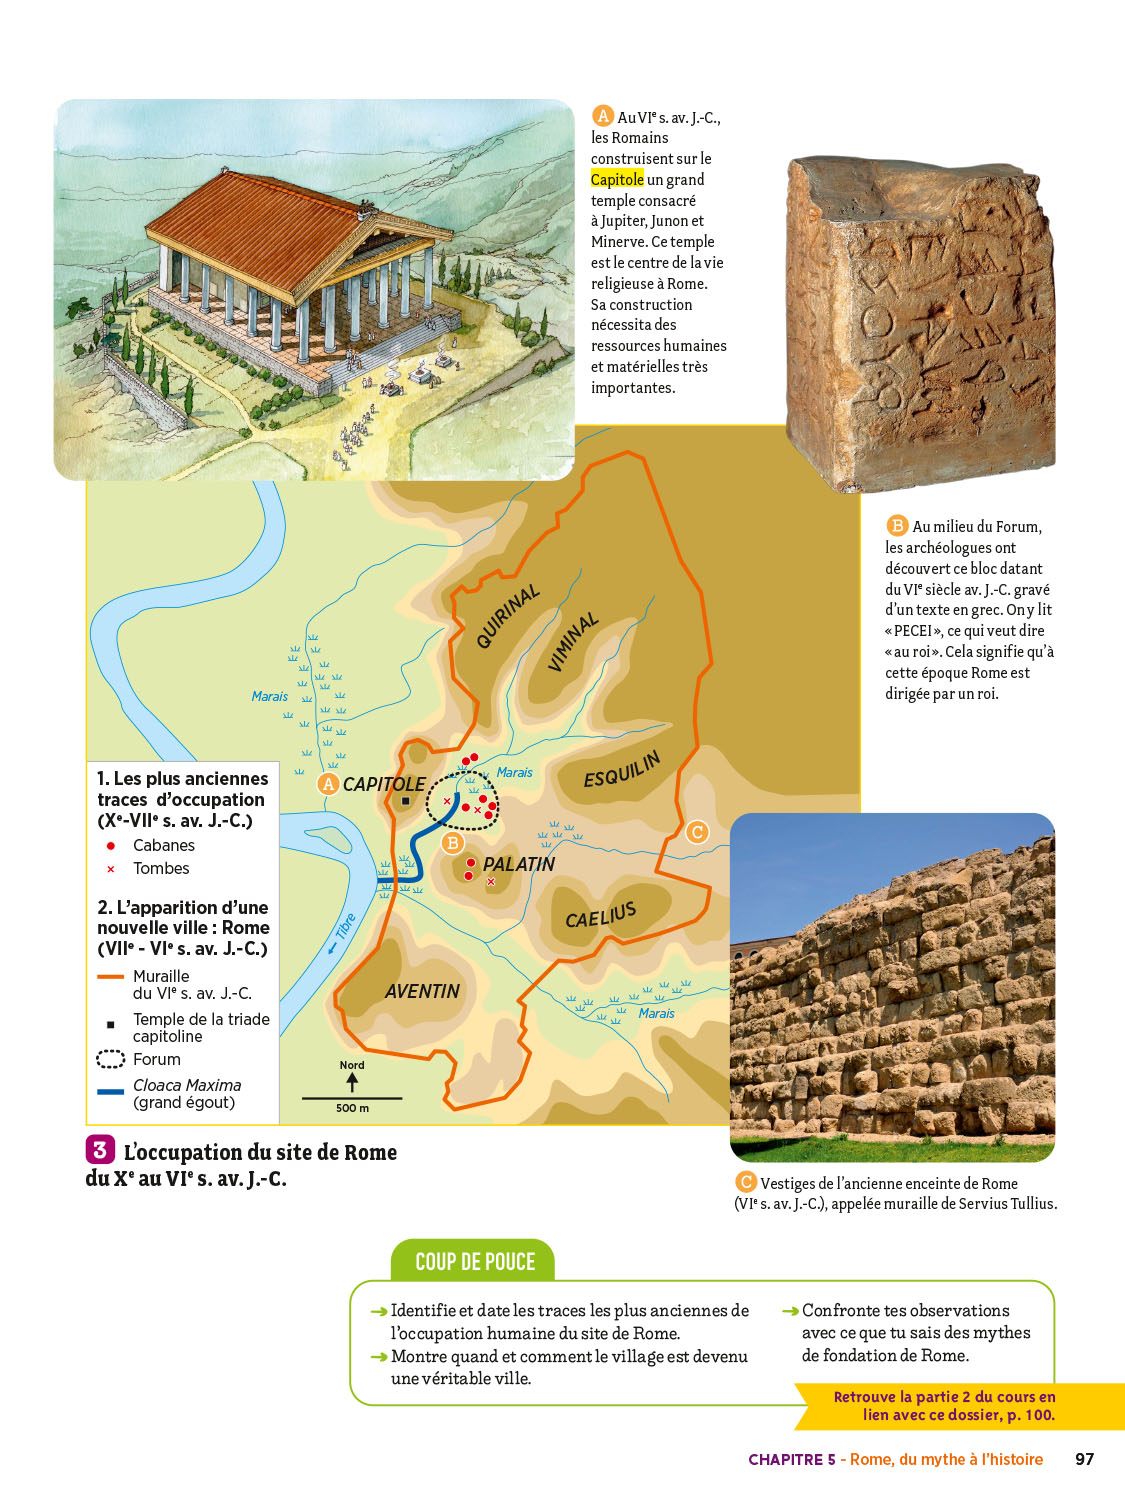 A Au VIe s. av. J.-C.,
les Romains
construisent sur le
Capitole un grand
temple consacré
à Jupiter, Junon et
Minerve. Ce temple
est le centre de la vie
religieuse à Rome.
Sa construction
nécessita des
ressources humaines
et matérielles très
importantes.
B Au milieu du Forum,
les archéologues ont
découvert ce bloc datant
du VIe siècle av. J.-C. gravé
d'un texte en grec. On y lit
« PECEI », ce qui veut dire
« au roi ». Cela signifie qu'à
cette époque Rome est
dirigée par un roi.
QUIRINAL
VIMINAL
Marais
Marais
ESQUILIN
A CAPITOLE
C
B
PALATIN
CAELIUS
Tibre
AVENTIN
Marais
Nord
500 m
1. Les plus anciennes
traces d'occupation
(Xe-VIIe s. av. J.-C.)
Cabanes
Tombes
2. L'apparition d'une
nouvelle ville : Rome
(VIIe - VIe s. av. J.-C.)
Muraille
du VIe s. av. J.-C.
Temple de la triade
capitoline
Forum
Cloaca Maxima
(grand égout)
3 L'occupation du site de Rome
du Xe au VIe s. av. J.-C.
C Vestiges de l'ancienne enceinte de Rome
(VIe s. av. J.-C.), appelée muraille de Servius Tullius.
COUP DE POUCE
➔ Identifie et date les traces les plus anciennes de
l'occupation humaine du site de Rome.
➔ Montre quand et comment le village est devenu
une véritable ville.
➔ Confronte tes observations
avec ce que tu sais des mythes
de fondation de Rome.
Retrouve la partie 2 du cours en
lien avec ce dossier, p. 100.
CHAPITRE 5 - Rome, du mythe à l'histoire 97